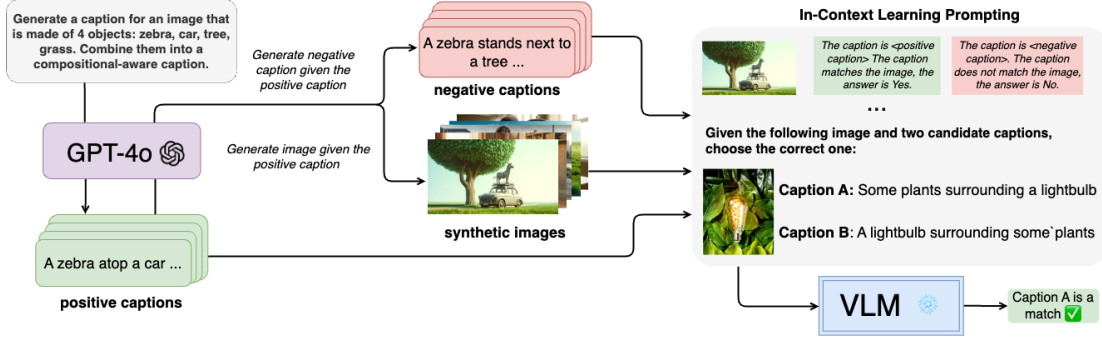 Generate a caption for an image that
is made of 4 objects: zebra, car, tree,
grass. Combine them into a
compositional-aware caption.
GPT-4o
A zebra atop a car ...
positive captions
Generate negative
caption given the
positive caption
Generate image given the
positive caption
A zebra stands next to
a tree ...
negative captions
synthetic images
In-Context Learning Prompting
The caption is <positive
caption> The caption
matches the image, the
answer is Yes.
The caption is <negative
caption>. The caption
does not match the image,
the answer is No.
...
Given the following image and two candidate captions,
choose the correct one:
Caption A: Some plants surrounding a lightbulb
Caption B: A lightbulb surrounding some`plants
VLM
Caption A is a
match ✅